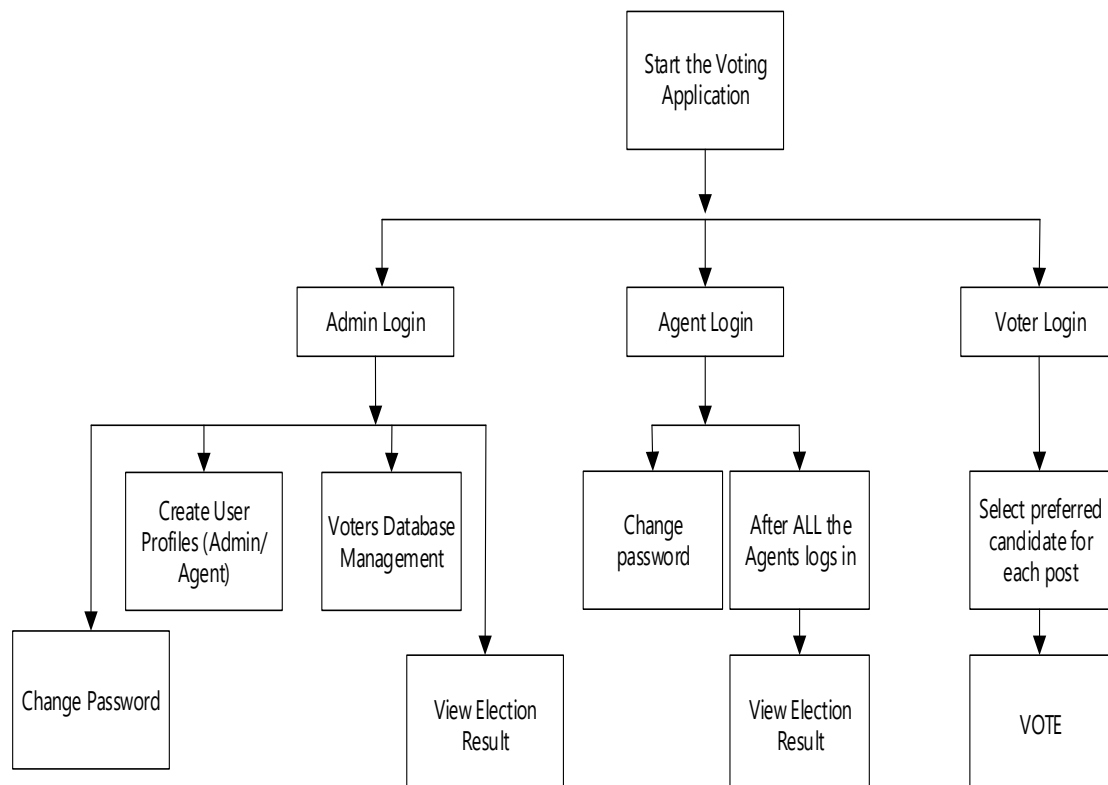 Start the Voting
Application
Admin Login
Agent Login
Voter Login
Create User
Profiles (Admin/
Agent)
Voters Database
Management
Change
password
After ALL the
Agents logs in
Select preferred
candidate for
each post
Change Password
View Election
Result
View Election
Result
VOTE